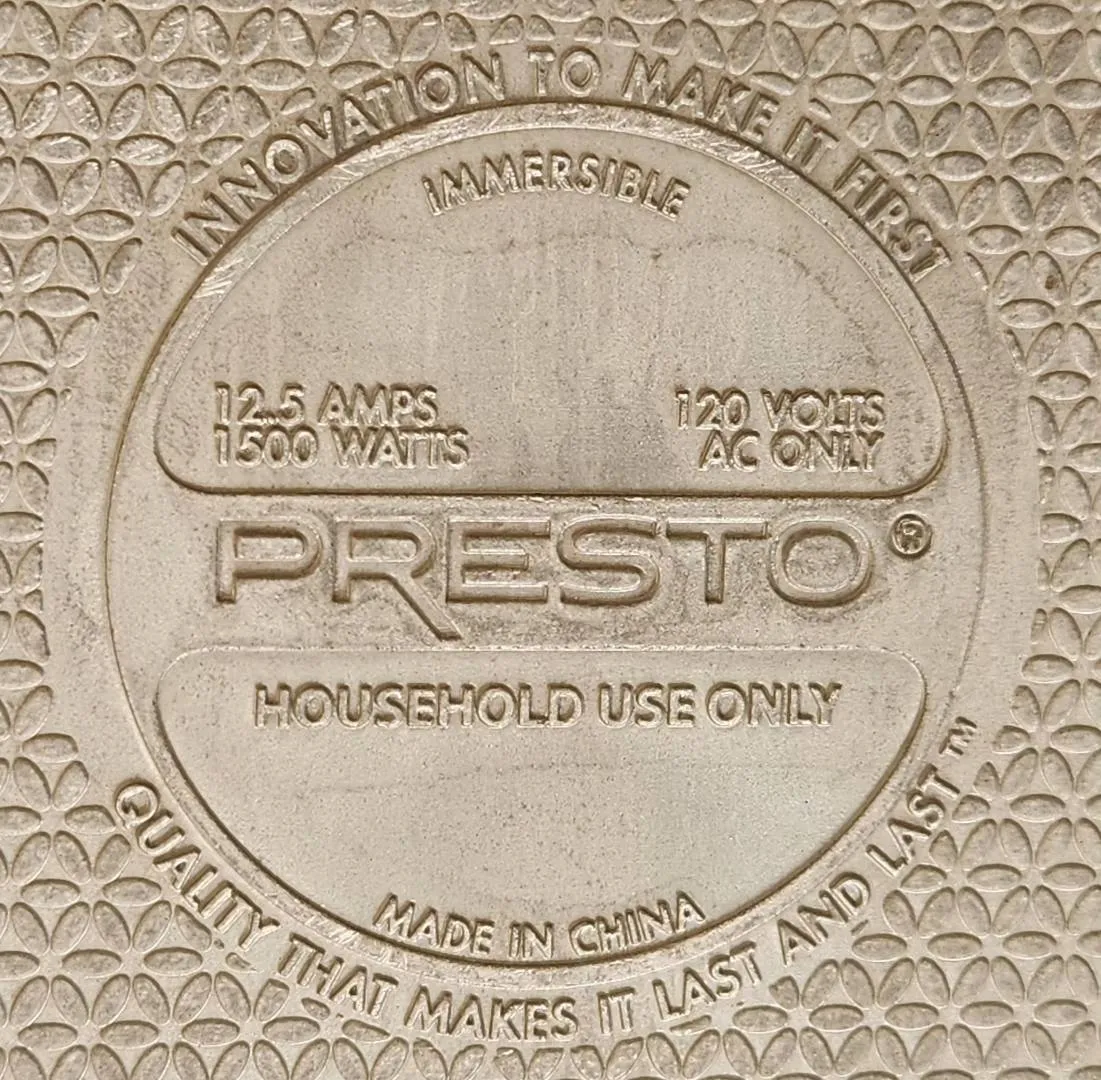 INNOVATION TO MAKE IT FIRST
IMMERSIBLE
12.5 AMPS
1500 WATTS
120 VOLTS
AC ONLY
PRESTO®
HOUSEHOLD USE ONLY
MADE IN CHINA
QUALITY THAT MAKES IT LAST AND LAST™